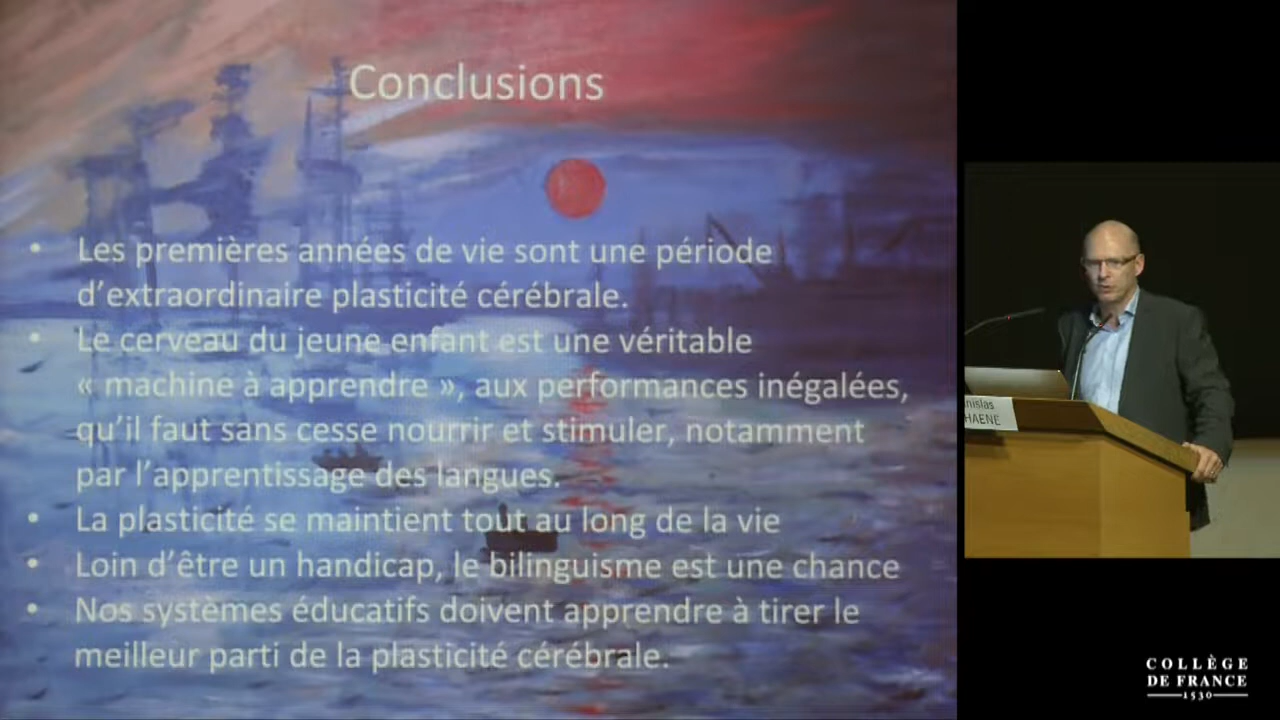 Conclusions
• Les premières années de vie sont une période
d’extraordinaire plasticité cérébrale.
• Le cerveau du jeune enfant est une véritable
« machine à apprendre », aux performances inégalées,
qu’il faut sans cesse nourrir et stimuler, notamment
par l’apprentissage des langues.
• La plasticité se maintient tout au long de la vie
• Loin d’être un handicap, le bilinguisme est une chance
• Nos systèmes éducatifs doivent apprendre à tirer le
meilleur parti de la plasticité cérébrale.
nislas
HAENE
COLLÈGE
DE FRANCE
1530